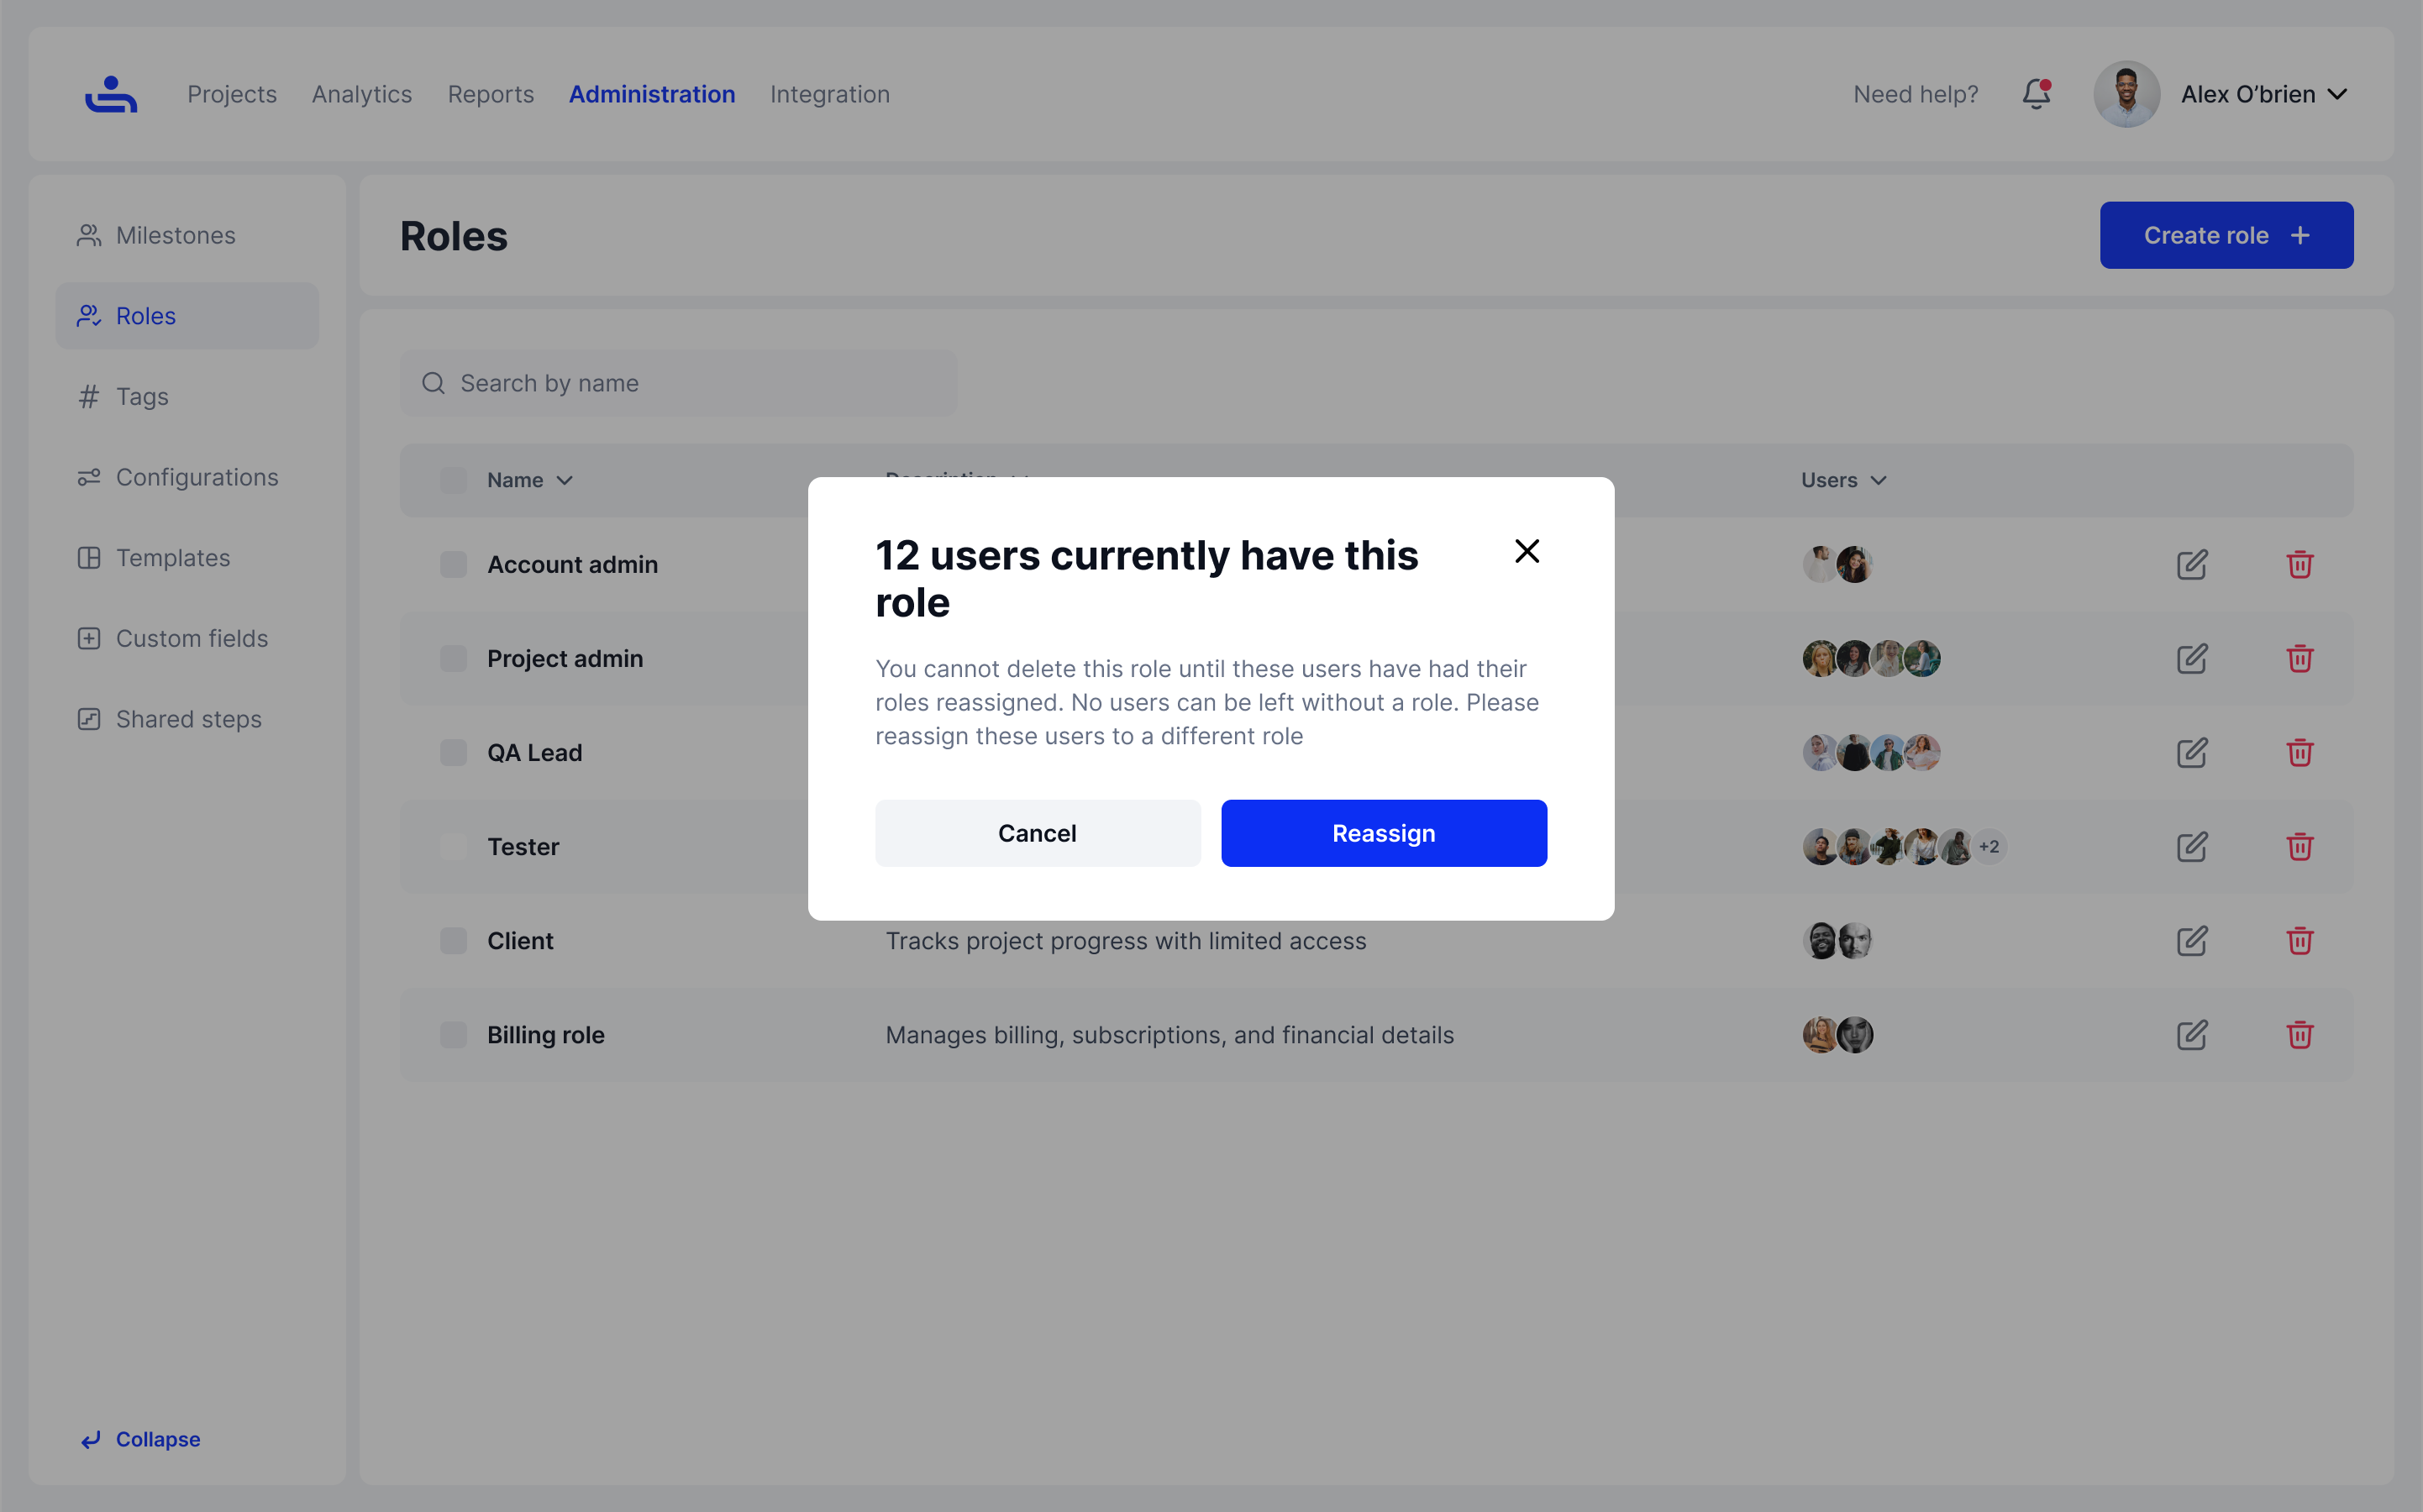 Projects
Analytics
Reports
Administration
Integration
Need help?
Alex O’brien
Milestones
Roles
Tags
Configurations
Templates
Custom fields
Shared steps
Collapse
Roles
Create role
Search by name
Name
Description
Users
Account admin
Project admin
QA Lead
Tester
+2
Client
Tracks project progress with limited access
Billing role
Manages billing, subscriptions, and financial details
12 users currently have this
role
You cannot delete this role until these users have had their
roles reassigned. No users can be left without a role. Please
reassign these users to a different role
Cancel
Reassign